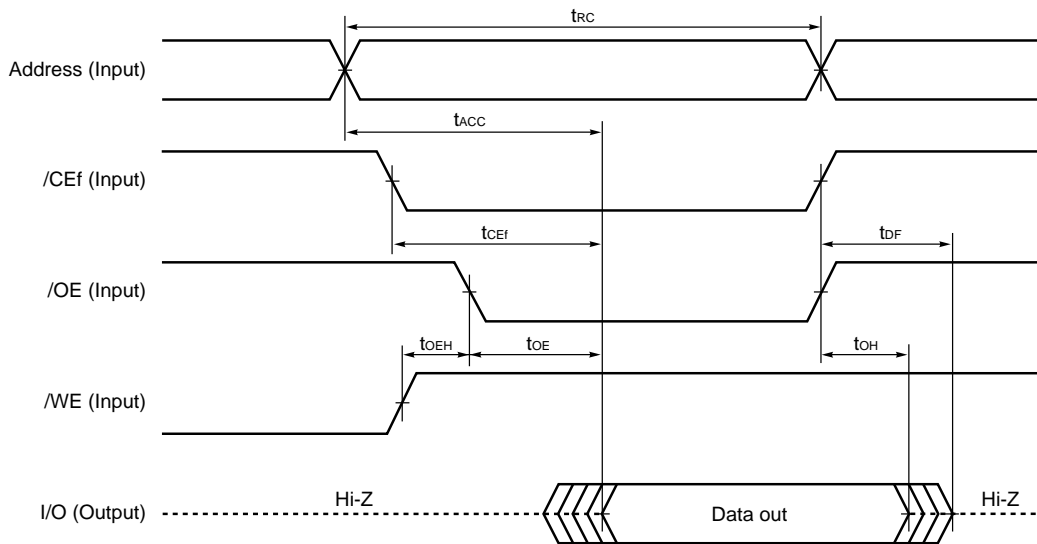 tRC
Address (Input)
tACC
/CEf (Input)
tCEf
tDF
/OE (Input)
tOEH
tOE
tOH
/WE (Input)
I/O (Output)
Hi-Z
Data out
Hi-Z